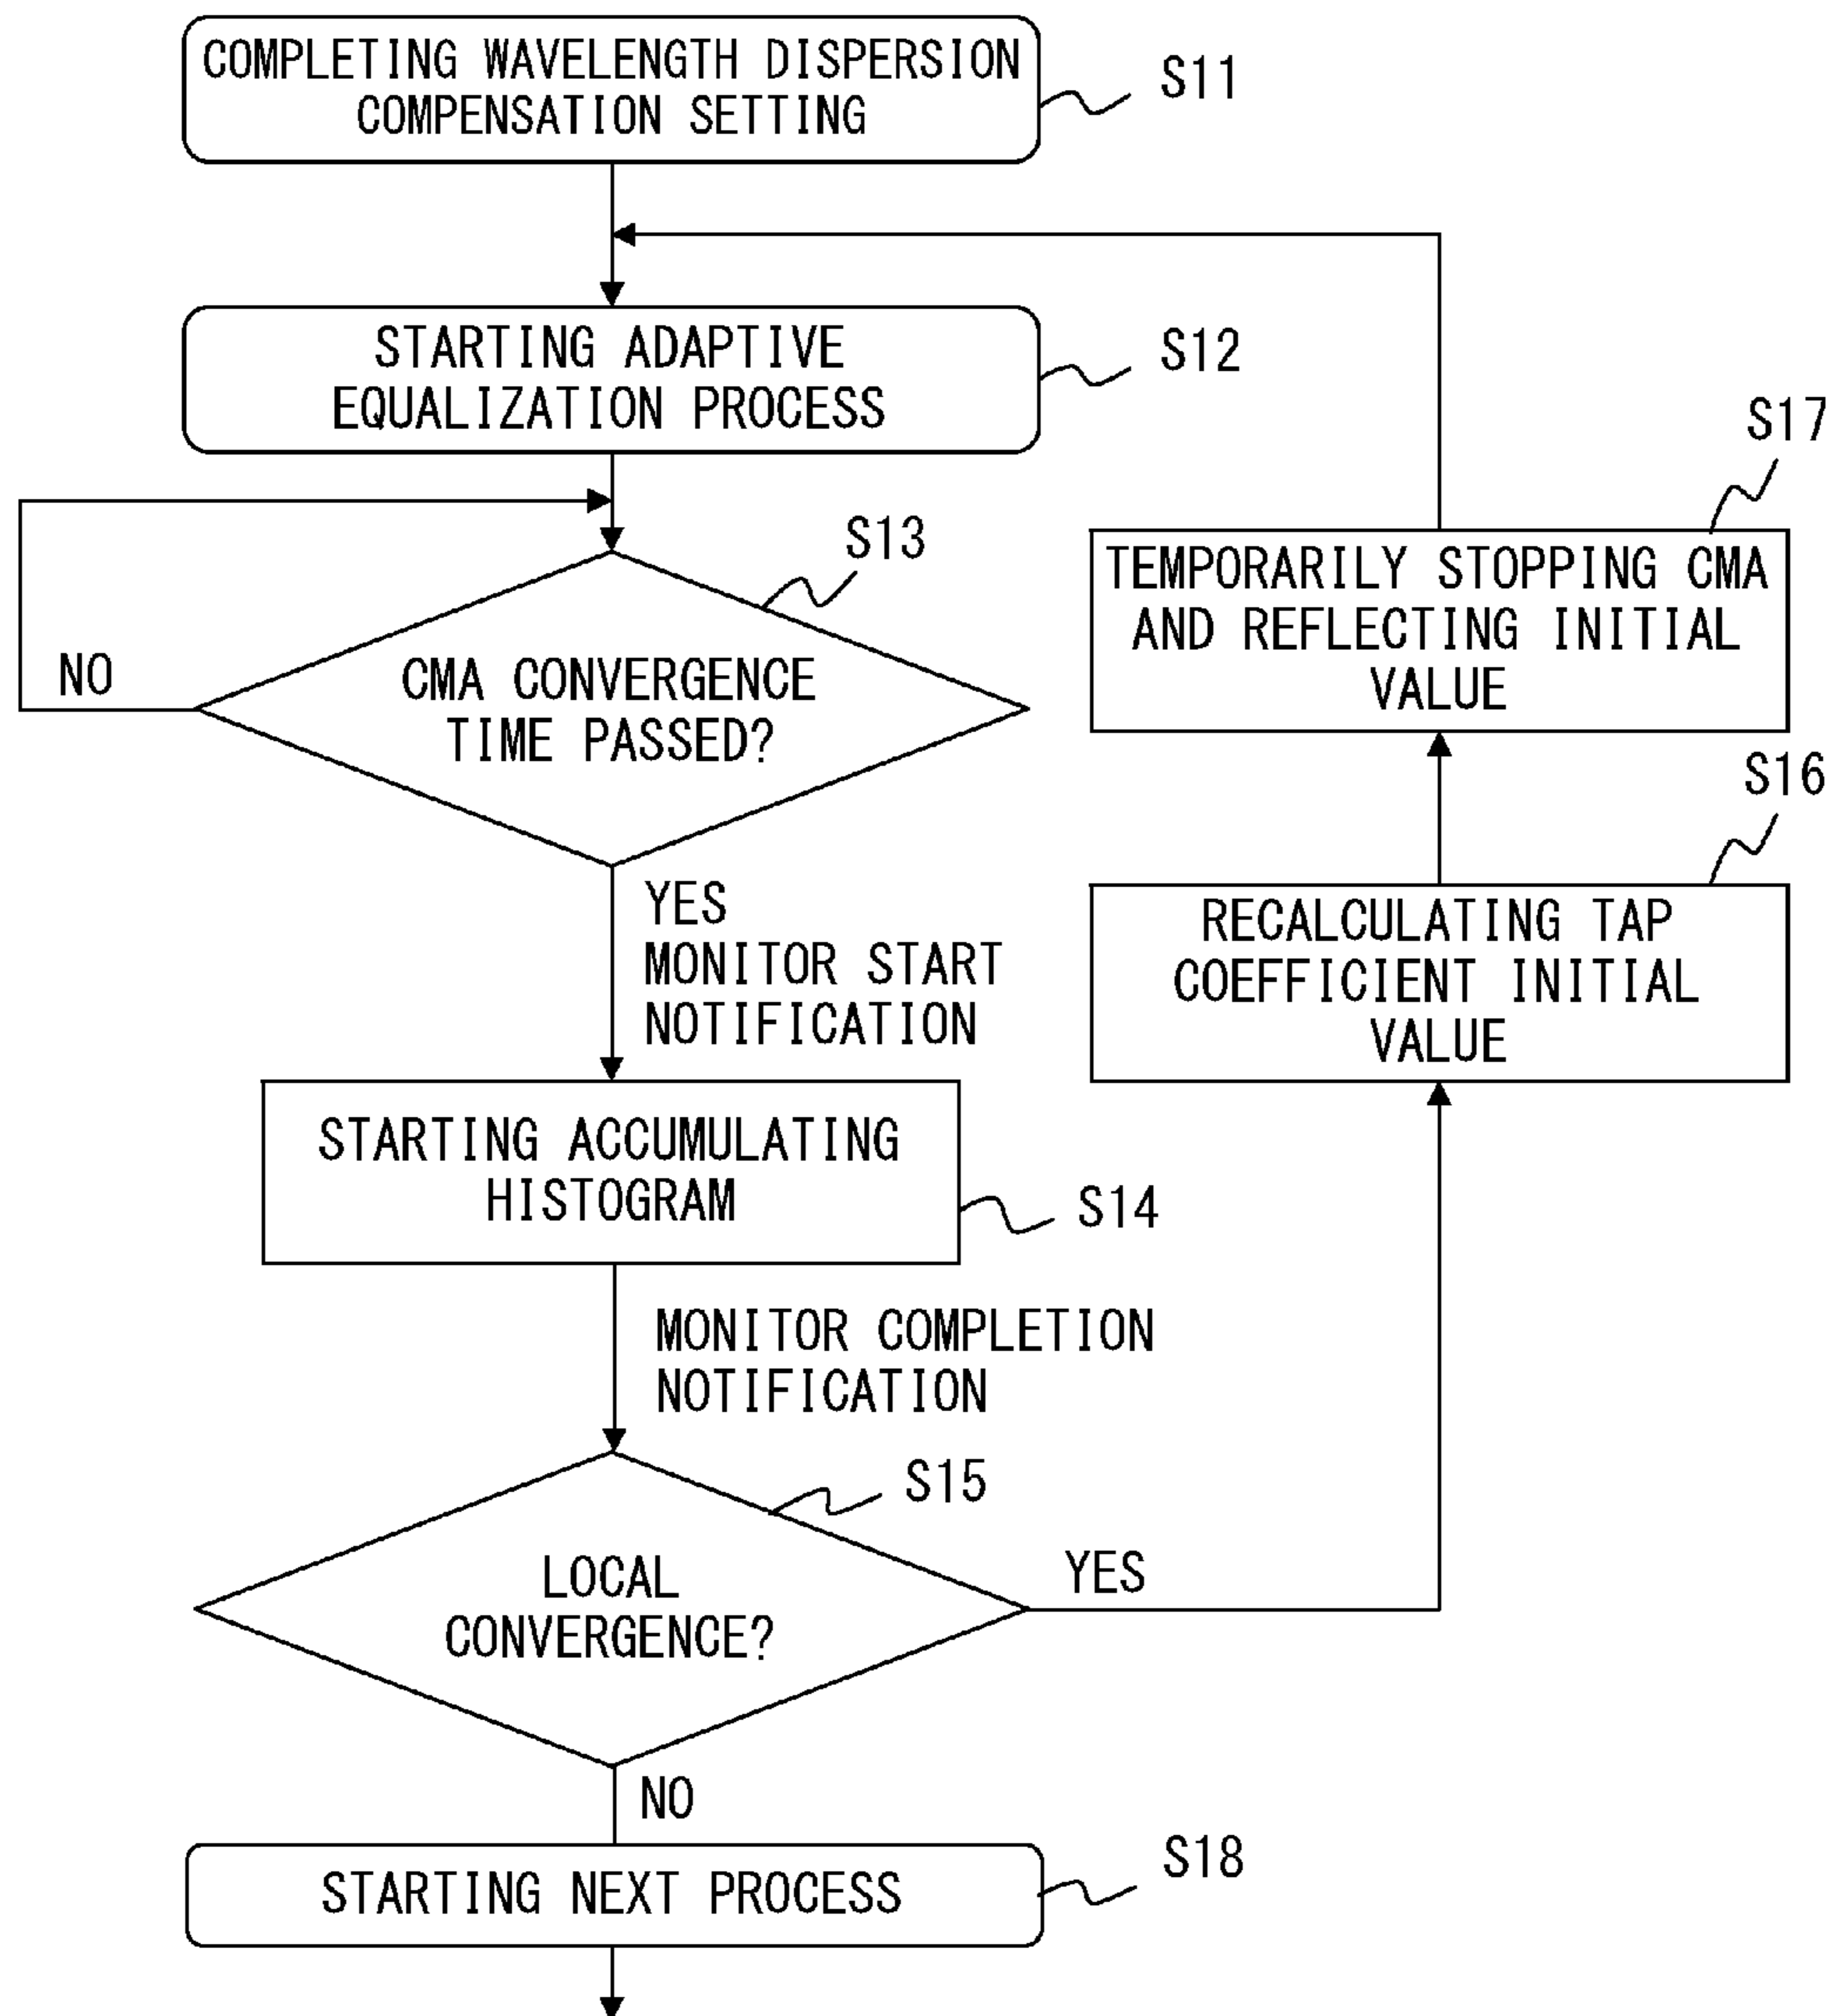 COMPLETING WAVELENGTH DISPERSION
COMPENSATION SETTING
S11
STARTING ADAPTIVE
EQUALIZATION PROCESS
S12
S13
CMA CONVERGENCE
TIME PASSED?
NO
YES
MONITOR START
NOTIFICATION
STARTING ACCUMULATING
HISTOGRAM
S14
MONITOR COMPLETION
NOTIFICATION
S15
LOCAL
CONVERGENCE?
YES
NO
S16
RECALCULATING TAP
COEFFICIENT INITIAL
VALUE
S17
TEMPORARILY STOPPING CMA
AND REFLECTING INITIAL
VALUE
STARTING NEXT PROCESS
S18